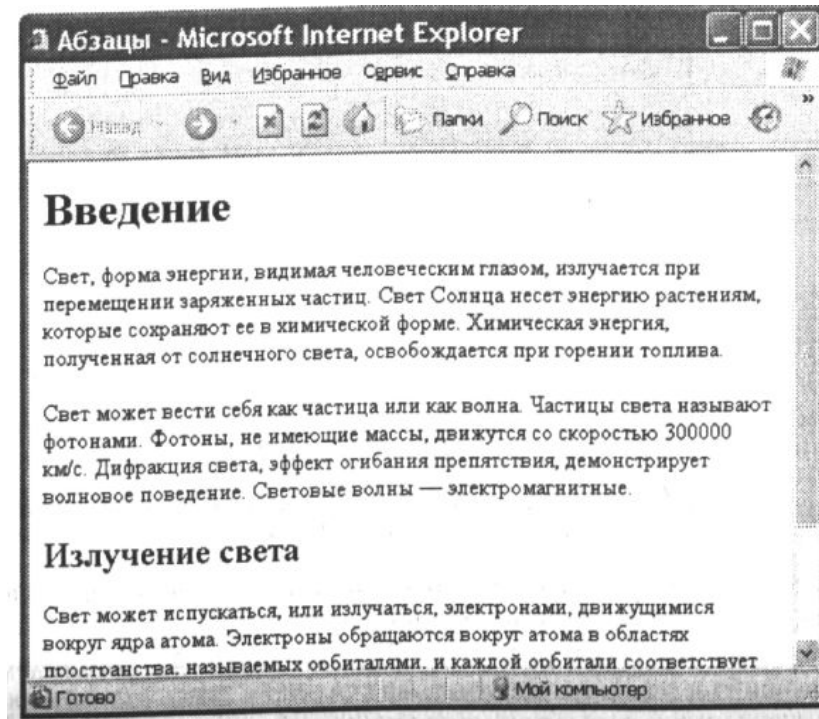 Абзацы - Microsoft Internet Explorer
Файл Правка Вид Избранное Сервис Справка
Назад Папки Поиск Избранное »
Введение
Свет, форма энергии, видимая человеческим глазом, излучается при
перемещении заряженных частиц. Свет Солнца несет энергию растениям,
которые сохраняют ее в химической форме. Химическая энергия,
полученная от солнечного света, освобождается при горении топлива.
Свет может вести себя как частица или как волна. Частицы света называют
фотонами. Фотоны, не имеющие массы, движутся со скоростью 300000
км/с. Дифракция света, эффект огибания препятствия, демонстрирует
волновое поведение. Световые волны — электромагнитные.
Излучение света
Свет может испускаться, или излучаться, электронами, движущимися
вокруг ядра атома. Электроны обращаются вокруг атома в областях
пространства, называемых орбиталями, и каждой орбитали соответствует
Готово Мой компьютер